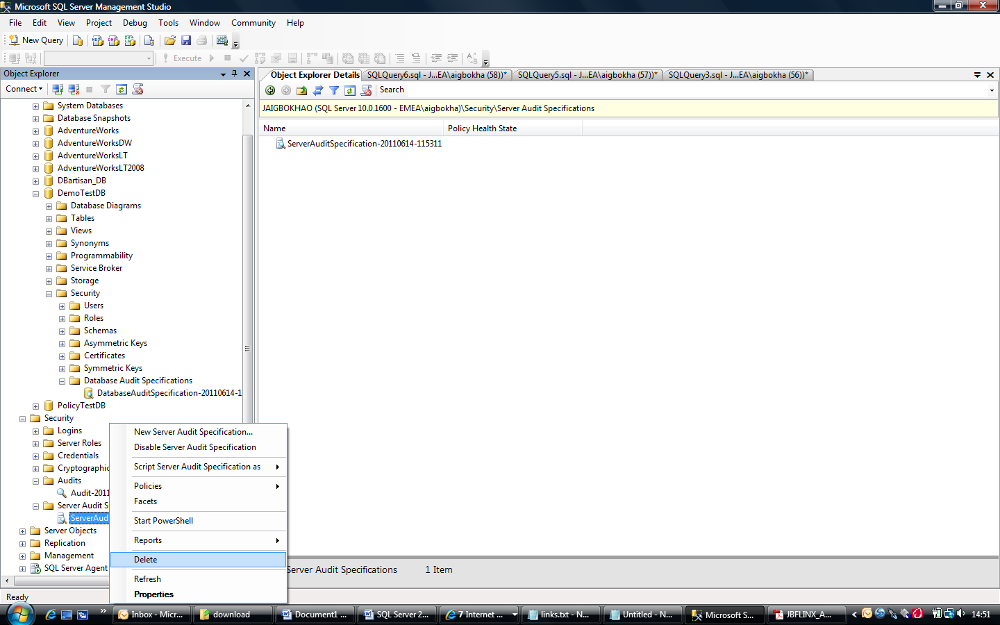 Microsoft SQL Server Management Studio
File Edit View Project Debug Tools Window Community Help
New Query
Execute
Object Explorer
Connect
System Databases
Database Snapshots
AdventureWorks
AdventureWorksDW
AdventureWorksLT
AdventureWorksLT2008
DBartisan_DB
DemoTestDB
Database Diagrams
Tables
Views
Synonyms
Programmability
Service Broker
Storage
Security
Users
Roles
Schemas
Asymmetric Keys
Certificates
Symmetric Keys
Database Audit Specifications
DatabaseAuditSpecification-20110614-1
PolicyTestDB
Security
Logins
Server Roles
Credentials
Cryptographic
Audits
Audit-2011
Server Audit S
ServerAud
Server Objects
Replication
Management
SQL Server Agent
New Server Audit Specification...
Disable Server Audit Specification
Script Server Audit Specification as
Policies
Facets
Start PowerShell
Reports
Delete
Refresh
Properties
Object Explorer Details SQLQuery6.sql - J...EA\aigbokha (58))* SQLQuery5.sql - J...EA\aigbokha (57))* SQLQuery3.sql - J...EA\aigbokha (56))*
Search
JAIGBOKHAO (SQL Server 10.0.1600 - EMEA\aigbokha)\Security\Server Audit Specifications
Name Policy Health State
ServerAuditSpecification-20110614-115311
Server Audit Specifications 1 Item
Ready
Inbox - Micr... download Document1 ... SQL Server 2... 7 Internet ... links.txt - N... Untitled - N... Microsoft S... JBFLINX_A... 14:51